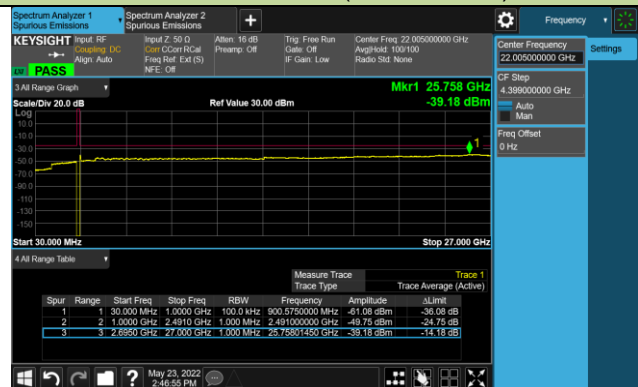 Spectrum Analyzer 1
Spurious Emissions
Spectrum Analyzer 2
Spurious Emissions
+
Frequency
KEYSIGHT
Input: RF
Coupling: DC
Align: Auto
Input Z: 50 Ω
Corr CCorr RCal
Freq Ref: Ext (S)
NFE: Off
Atten: 16 dB
Preamp: Off
Trig: Free Run
Gate: Off
IF Gain: Low
Center Freq: 22.005000000 GHz
Avg|Hold: 100/100
Radio Std: None
PASS
Center Frequency
22.005000000 GHz
Settings
CF Step
4.399000000 GHz
Auto
Man
Freq Offset
0 Hz
3 All Range Graph
Mkr1 25.758 GHz
Scale/Div 20.0 dB
Ref Value 30.00 dBm
-39.18 dBm
Log
10.0
-10.0
-30.0
-50.0
-70.0
-90.0
-110
-130
-150
1
Start 30.000 MHz
Stop 27.000 GHz
4 All Range Table
Measure Trace Trace 1
Trace Type Trace Average (Active)
Spur Range Start Freq Stop Freq RBW Frequency Amplitude ΔLimit
1 1 30.000 MHz 1.0000 GHz 100.0 kHz 900.5750000 MHz -61.08 dBm -36.08 dB
2 2 1.0000 GHz 2.4910 GHz 1.000 MHz 2.491000000 GHz -49.75 dBm -24.75 dB
3 3 2.6950 GHz 27.000 GHz 1.000 MHz 25.75801450 GHz -39.18 dBm -14.18 dB
?
May 23, 2022
2:46:55 PM